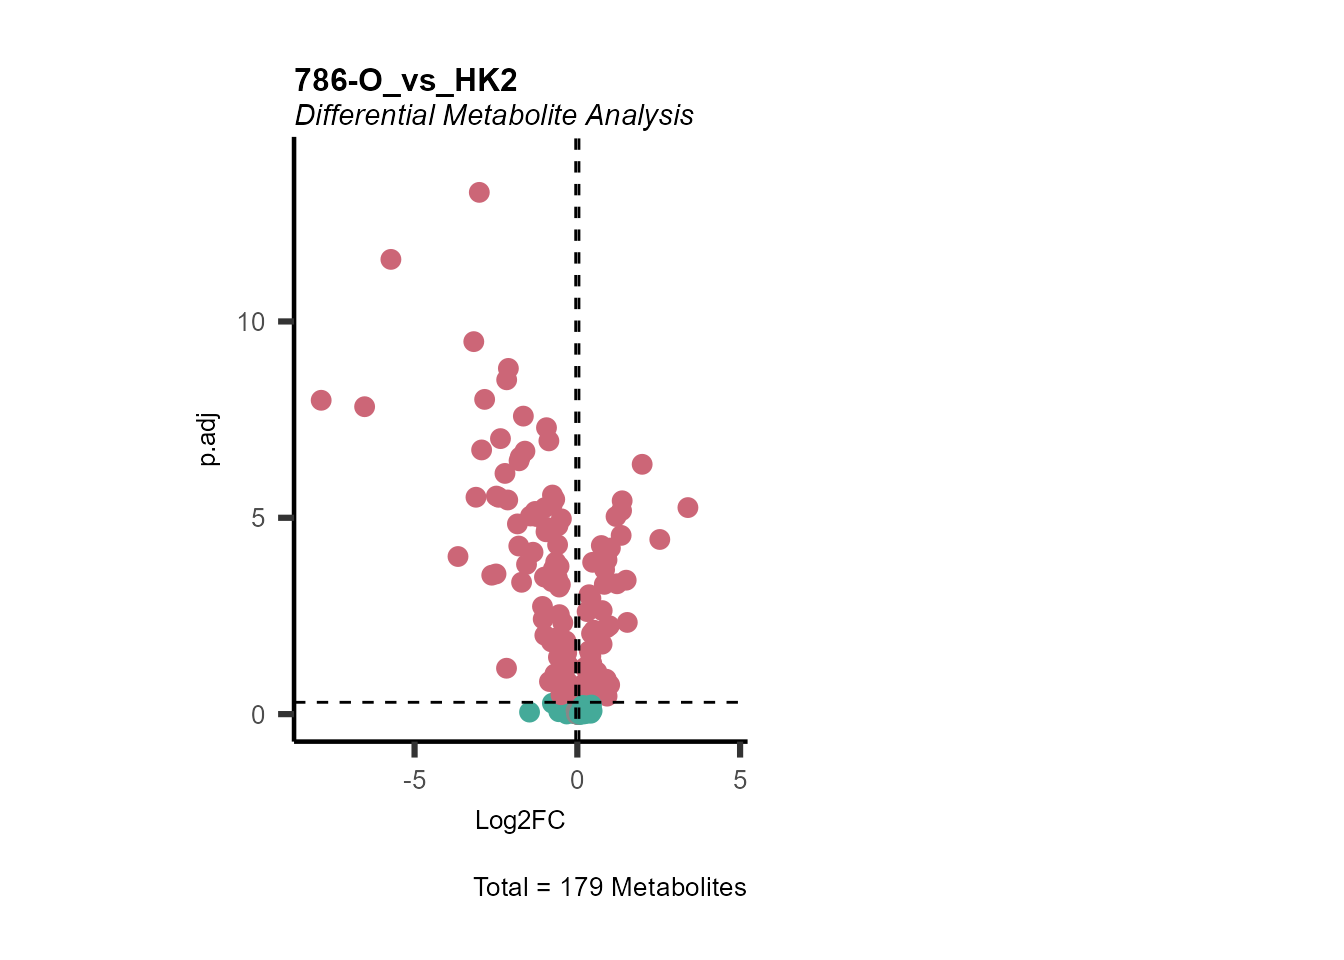 786-O_vs_HK2
Differential Metabolite Analysis
10
5
0
p.adj
-5
0
5
Log2FC
Total = 179 Metabolites